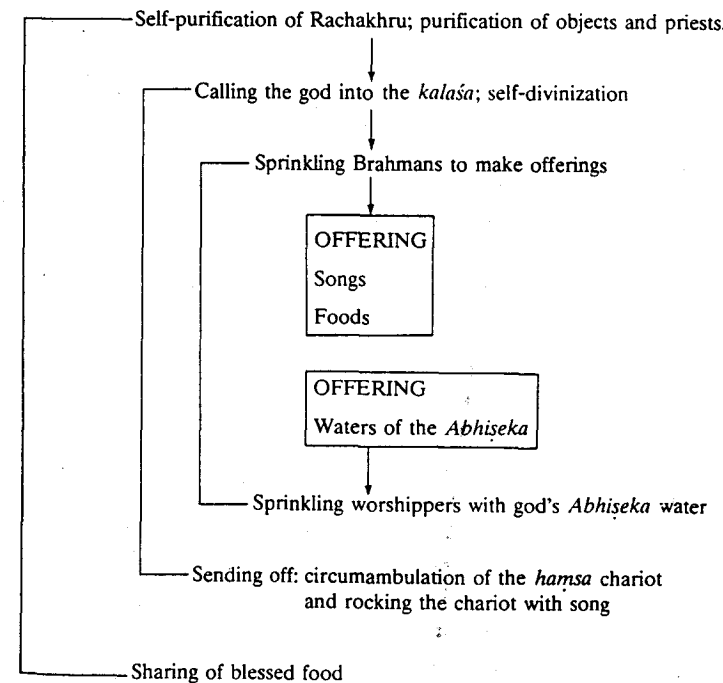 Self-purification of Rachakhru; purification of objects and priests.
Calling the god into the kalaśa; self-divinization
Sprinkling Brahmans to make offerings
OFFERING
Songs
Foods
OFFERING
Waters of the Abhiṣeka
Sprinkling worshippers with god's Abhiṣeka water
Sending off: circumambulation of the haṃsa chariot
and rocking the chariot with song
Sharing of blessed food